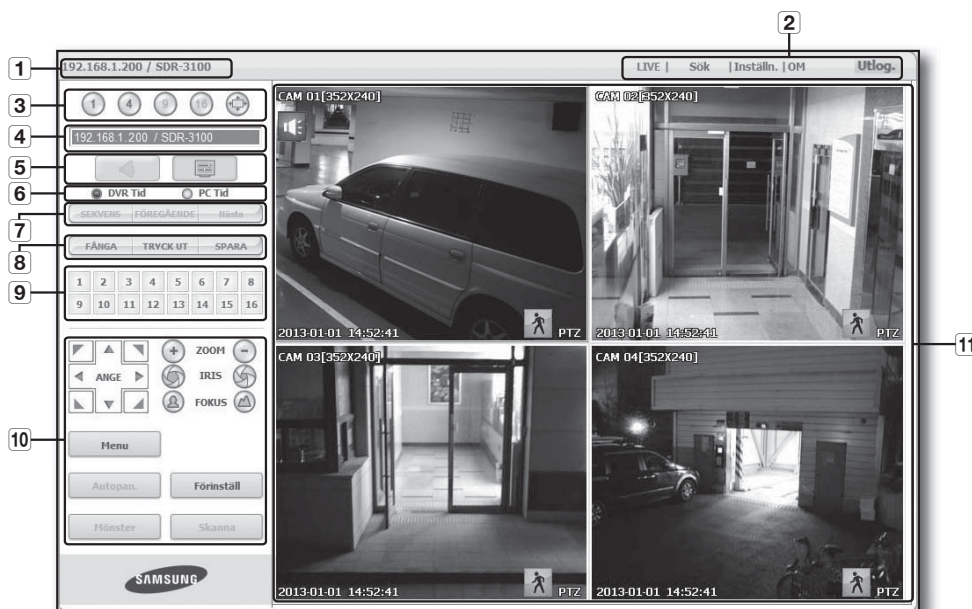 2
1
192.168.1.200 / SDR-3100
LIVE | Sök |Inställn. |OM Utlog.
3
1 4 9 16
4
192.168.1.200 / SDR-3100
5
6
DVR Tid PC Tid
7
SEKVENS FÖREGÅENDE Nästa
8
FÅNGA TRYCK UT SPARA
9
1 2 3 4 5 6 7 8
9 10 11 12 13 14 15 16
10
ZOOM
ANGE IRIS
FOKUS
Menu
Autopan. Förinställ
Mönster Skanna
SAMSUNG
CAM 01[352X240]
2013-01-01 14:52:41 PTZ
CAM 02[352X240]
2013-01-01 14:52:41 PTZ
CAM 03[352X240]
2013-01-01 14:52:41 PTZ
CAM 04[352X240]
2013-01-01 14:52:41 PTZ
11